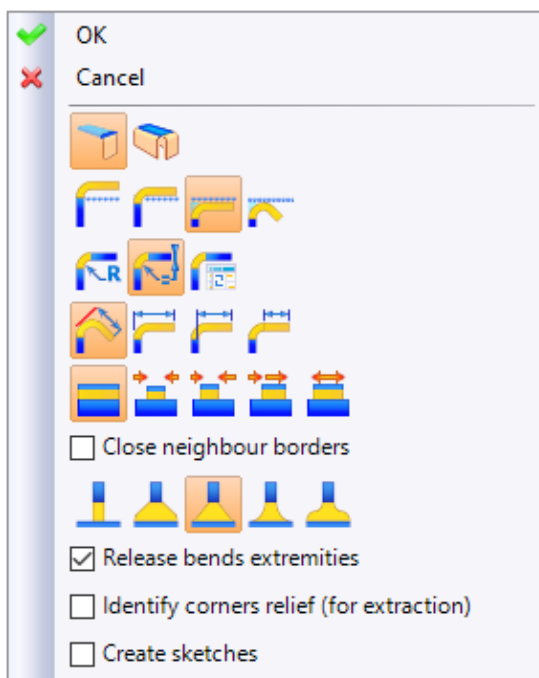 OK
Cancel
R
Close neighbour borders
Release bends extremities
Identify corners relief (for extraction)
Create sketches